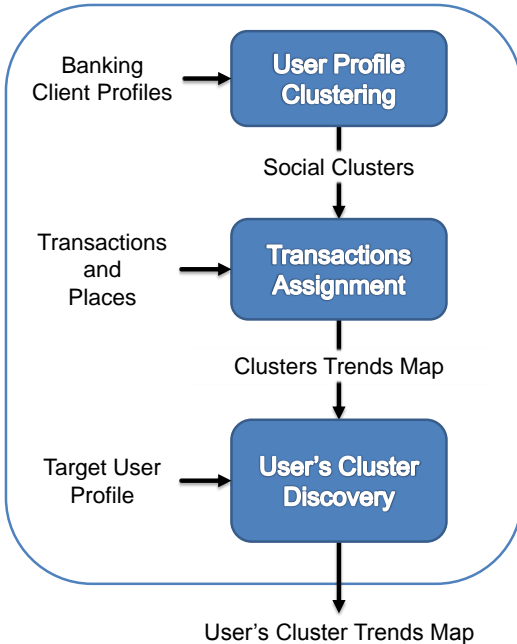 Banking
Client Profiles
User Profile
Clustering
Social Clusters
Transactions
and
Places
Transactions
Assignment
Clusters Trends Map
Target User
Profile
User's Cluster
Discovery
User's Cluster Trends Map